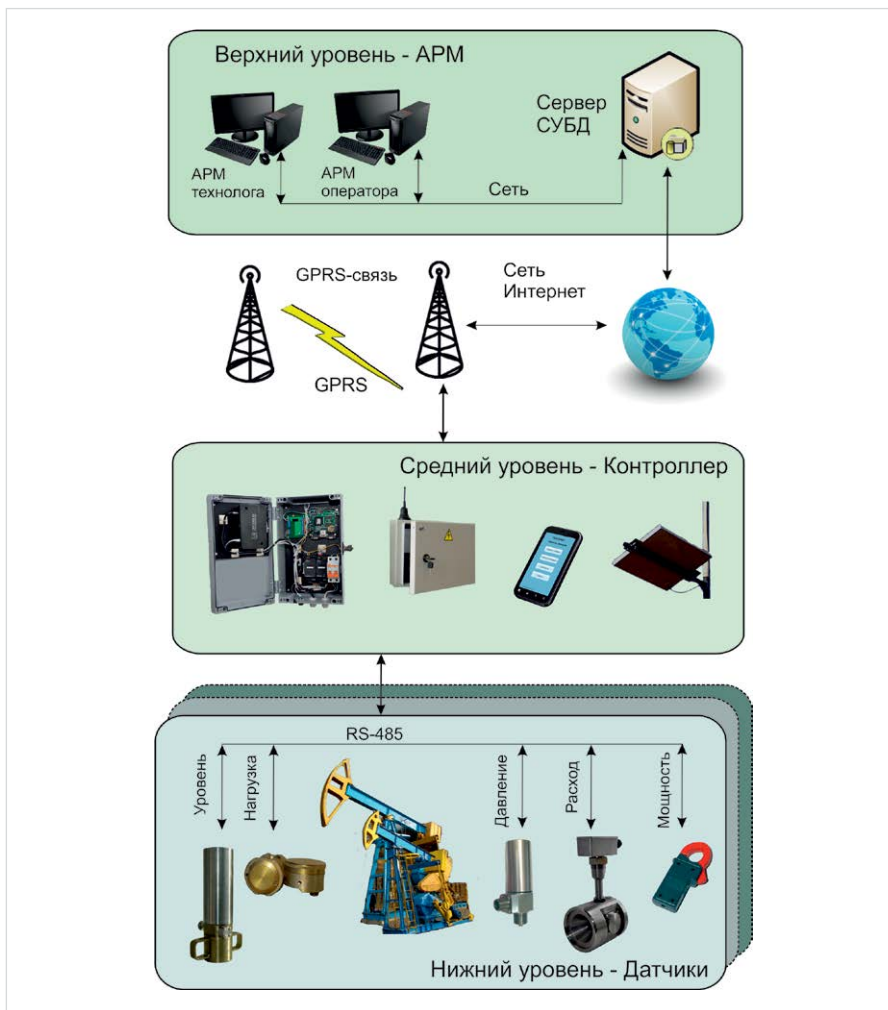 Верхний уровень - АРМ
Сервер
СУБД
АРМ
технолога
АРМ
оператора
Сеть
GPRS-связь
Сеть
Интернет
GPRS
Средний уровень - Контроллер
RS-485
Уровень
Нагрузка
Давление
Расход
Мощность
Нижний уровень - Датчики